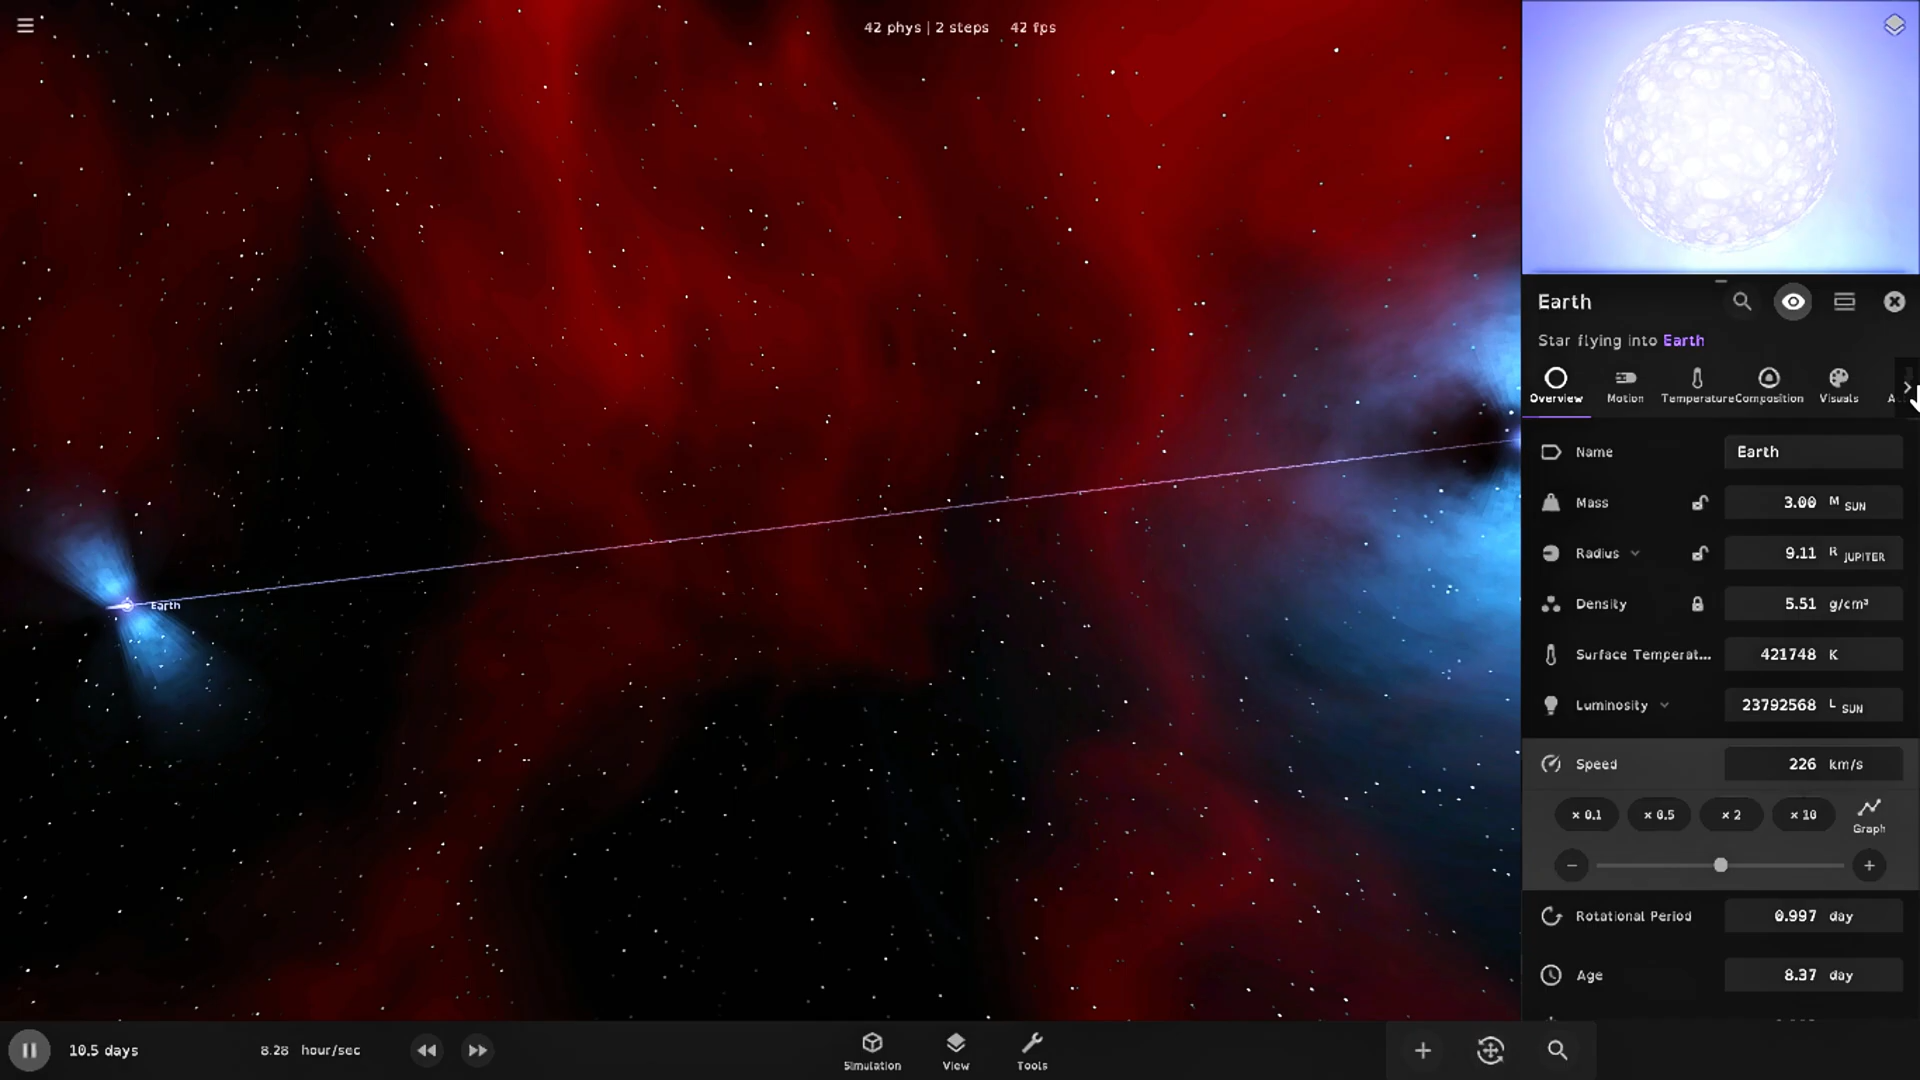 42 phys | 2 steps 42 fps
Earth
Earth
Star flying into Earth
Overview Motion Temperature Composition Visuals A
Name Earth
Mass 3.00 M SUN
Radius 9.11 R JUPITER
Density 5.51 g/cm³
Surface Temperat... 421748 K
Luminosity 23792568 L SUN
Speed 226 km/s
× 0.1 × 0.5 × 2 × 10 Graph
Rotational Period 0.997 day
Age 8.37 day
10.5 days 8.28 hour/sec Simulation View Tools